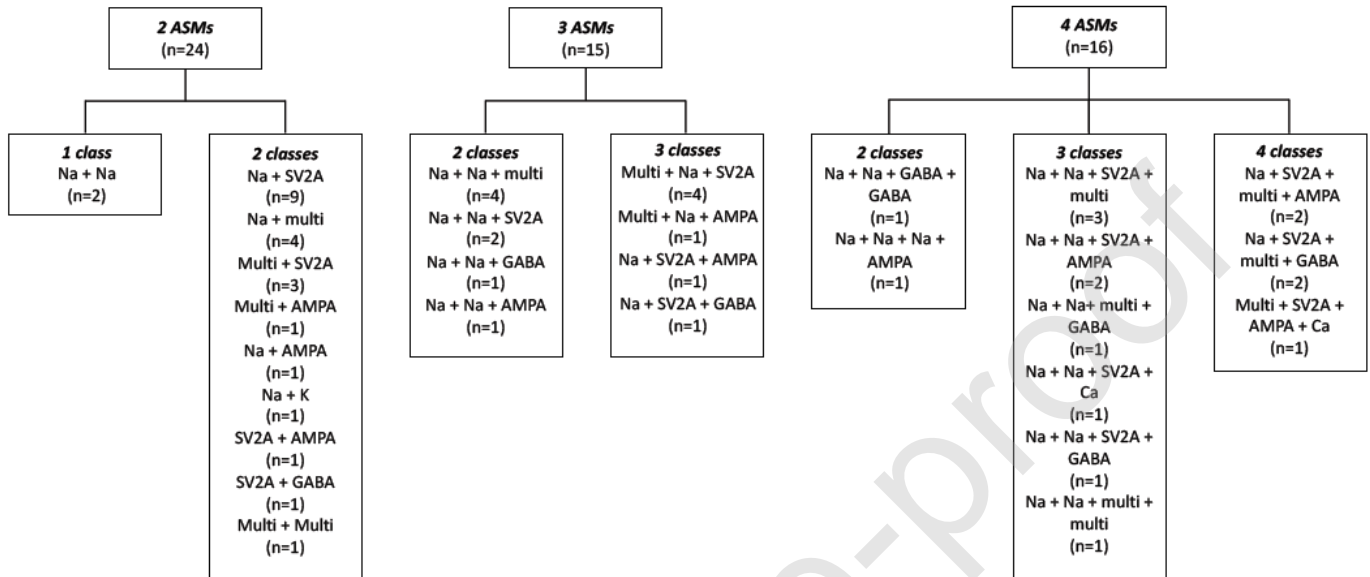 2 ASMs
(n=24)
1 class
Na + Na
(n=2)
2 classes
Na + SV2A
(n=9)
Na + multi
(n=4)
Multi + SV2A
(n=3)
Multi + AMPA
(n=1)
Na + AMPA
(n=1)
Na + K
(n=1)
SV2A + AMPA
(n=1)
SV2A + GABA
(n=1)
Multi + Multi
(n=1)
3 ASMs
(n=15)
2 classes
Na + Na + multi
(n=4)
Na + Na + SV2A
(n=2)
Na + Na + GABA
(n=1)
Na + Na + AMPA
(n=1)
3 classes
Multi + Na + SV2A
(n=4)
Multi + Na + AMPA
(n=1)
Na + SV2A + AMPA
(n=1)
Na + SV2A + GABA
(n=1)
4 ASMs
(n=16)
2 classes
Na + Na + GABA +
GABA
(n=1)
Na + Na + Na +
AMPA
(n=1)
3 classes
Na + Na + SV2A +
multi
(n=3)
Na + Na + SV2A +
AMPA
(n=2)
Na + Na+ multi +
GABA
(n=1)
Na + Na + SV2A +
Ca
(n=1)
Na + Na + SV2A +
GABA
(n=1)
Na + Na + multi +
multi
(n=1)
4 classes
Na + SV2A +
multi + AMPA
(n=2)
Na + SV2A +
multi + GABA
(n=2)
Multi + SV2A +
AMPA + Ca
(n=1)
e-proof